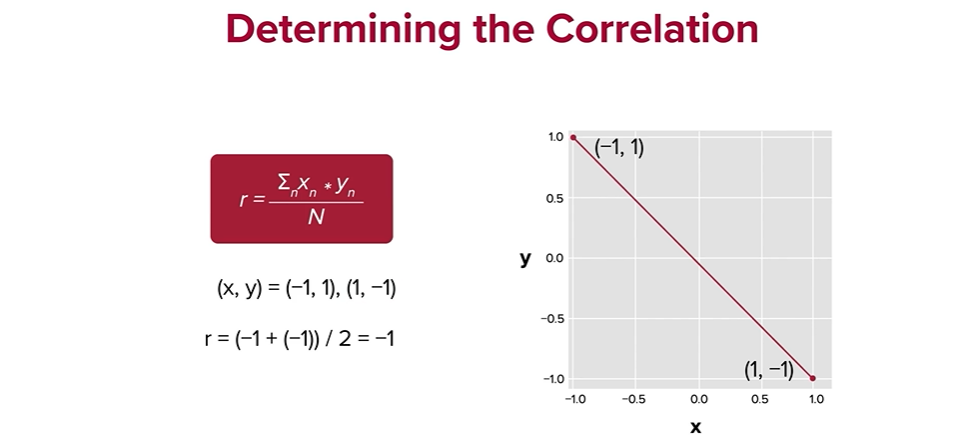 Determining the Correlation
r = Σₙxₙ * yₙ / N
(x, y) = (−1, 1), (1, −1)
r = (−1 + (−1)) / 2 = −1
1.0
(−1, 1)
0.5
y 0.0
−0.5
(1, −1)
−1.0
−1.0 −0.5 0.0 0.5 1.0
x